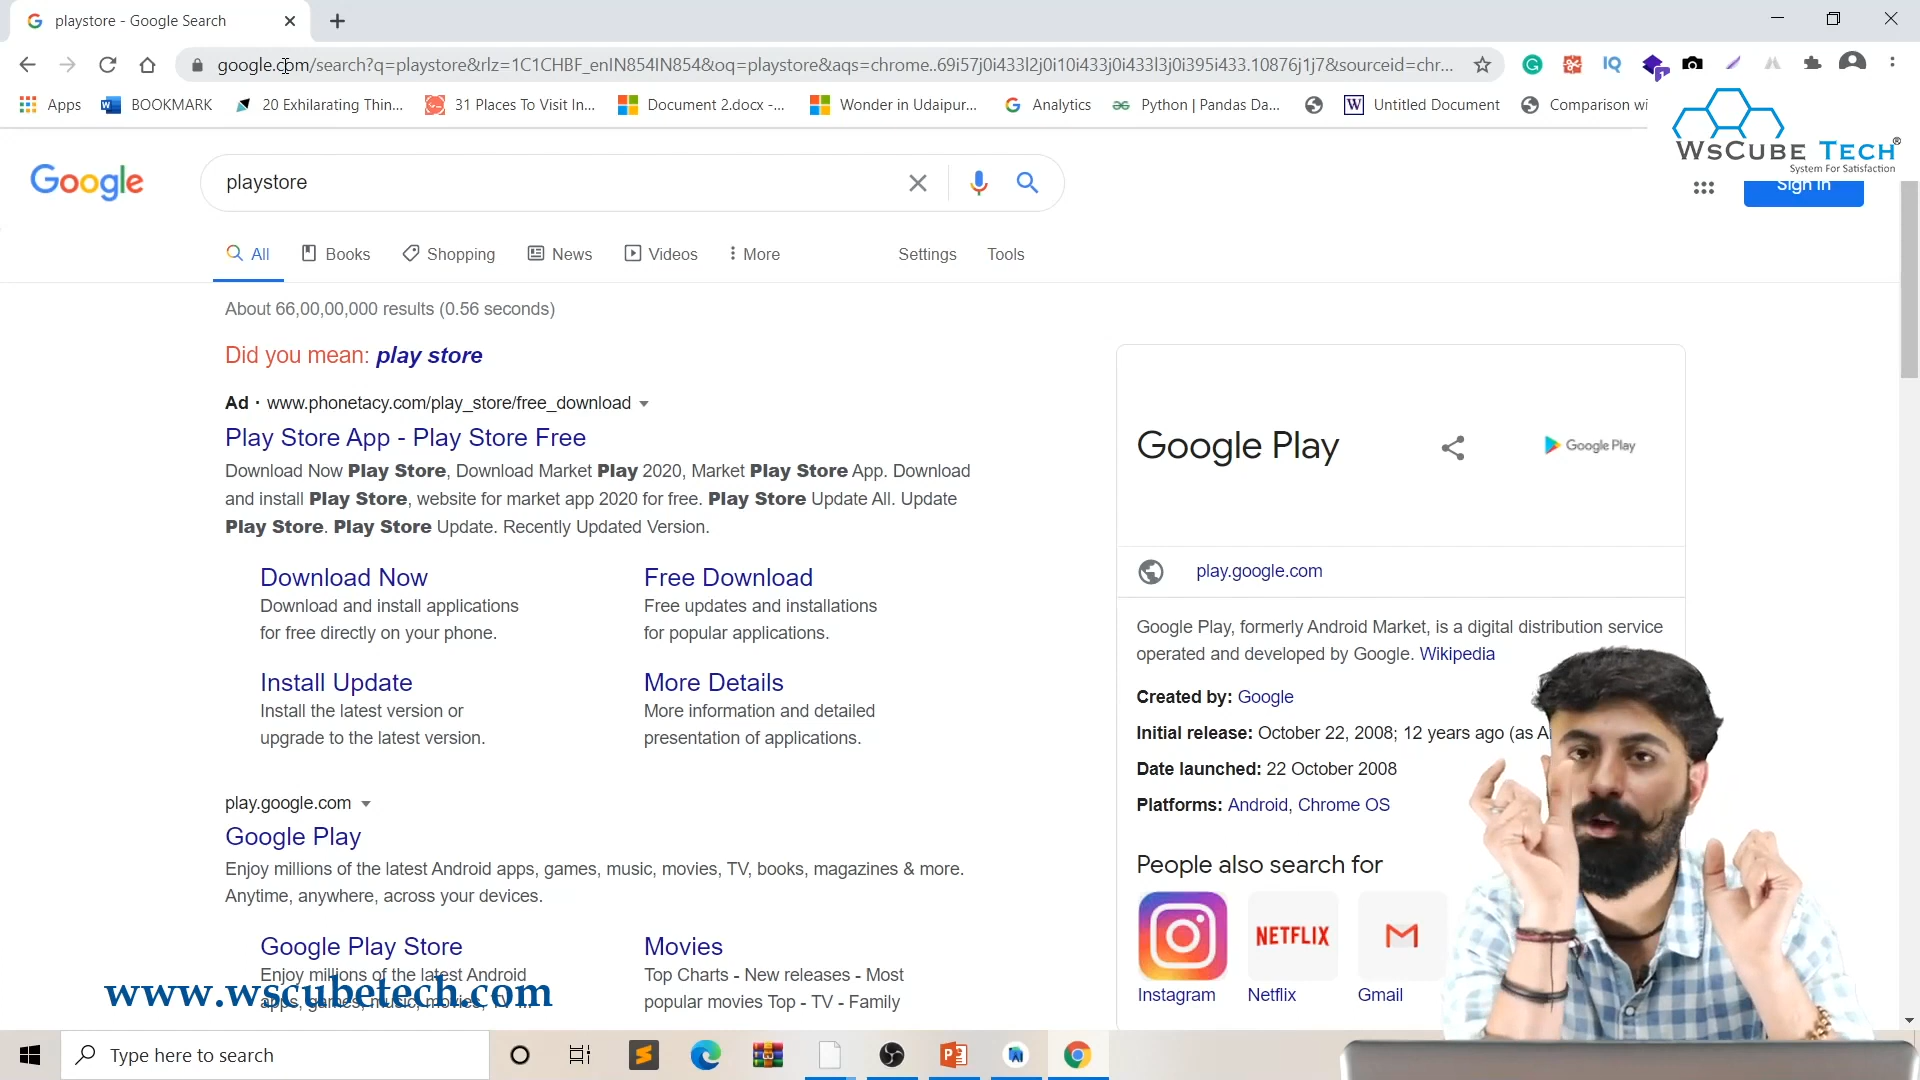 playstore - Google Search
google.com/search?q=playstore&rlz=1C1CHBF_enIN854IN854&oq=playstore&aqs=chrome..69i57j0i433l2j0i10i433j0i433l3j0i395i433.10876j1j7&sourceid=chr...
Apps BOOKMARK 20 Exhilarating Thin... 31 Places To Visit In... Document 2.docx -... Wonder in Udaipur... Analytics Python | Pandas Da... Untitled Document Comparison wi
WsCube Tech®
System For Satisfaction
Google playstore Sign in
All Books Shopping News Videos More Settings Tools
About 66,00,00,000 results (0.56 seconds)
Did you mean: play store
Ad · www.phonetacy.com/play_store/free_download
Play Store App - Play Store Free
Download Now Play Store, Download Market Play 2020, Market Play Store App. Download
and install Play Store, website for market app 2020 for free. Play Store Update All. Update
Play Store. Play Store Update. Recently Updated Version.
Download Now
Download and install applications
for free directly on your phone.
Free Download
Free updates and installations
for popular applications.
Install Update
Install the latest version or
upgrade to the latest version.
More Details
More information and detailed
presentation of applications.
play.google.com
Google Play
Enjoy millions of the latest Android apps, games, music, movies, TV, books, magazines & more.
Anytime, anywhere, across your devices.
Google Play Store
Enjoy millions of the latest Android
apps, games, music, movies, TV ...
Movies
Top Charts - New releases - Most
popular movies Top - TV - Family
www.wscubetech.com
Google Play
Google Play
play.google.com
Google Play, formerly Android Market, is a digital distribution service
operated and developed by Google. Wikipedia
Created by: Google
Initial release: October 22, 2008; 12 years ago (as A
Date launched: 22 October 2008
Platforms: Android, Chrome OS
People also search for
NETFLIX
Instagram Netflix Gmail
Type here to search